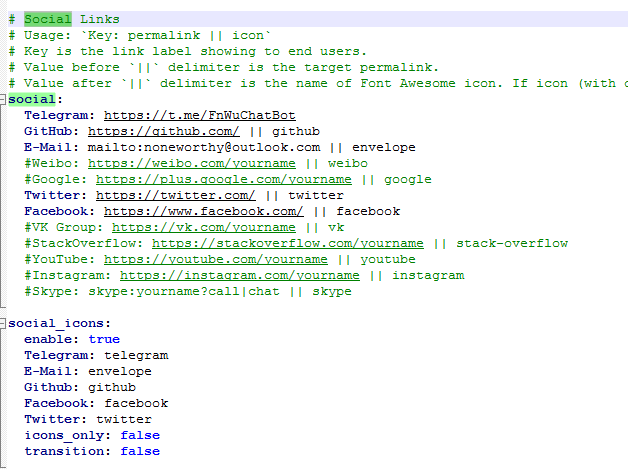 # Social Links
# Usage: `Key: permalink || icon`
# Key is the link label showing to end users.
# Value before `||` delimiter is the target permalink.
# Value after `||` delimiter is the name of Font Awesome icon. If icon (with
social:
Telegram: https://t.me/FnWuChatBot
GitHub: https://github.com/ || github
E-Mail: mailto:noneworthy@outlook.com || envelope
#Weibo: https://weibo.com/yourname || weibo
#Google: https://plus.google.com/yourname || google
Twitter: https://twitter.com/ || twitter
Facebook: https://www.facebook.com/ || facebook
#VK Group: https://vk.com/yourname || vk
#StackOverflow: https://stackoverflow.com/yourname || stack-overflow
#YouTube: https://youtube.com/yourname || youtube
#Instagram: https://instagram.com/yourname || instagram
#Skype: skype:yourname?call|chat || skype
social_icons:
enable: true
Telegram: telegram
E-Mail: envelope
Github: github
Facebook: facebook
Twitter: twitter
icons_only: false
transition: false